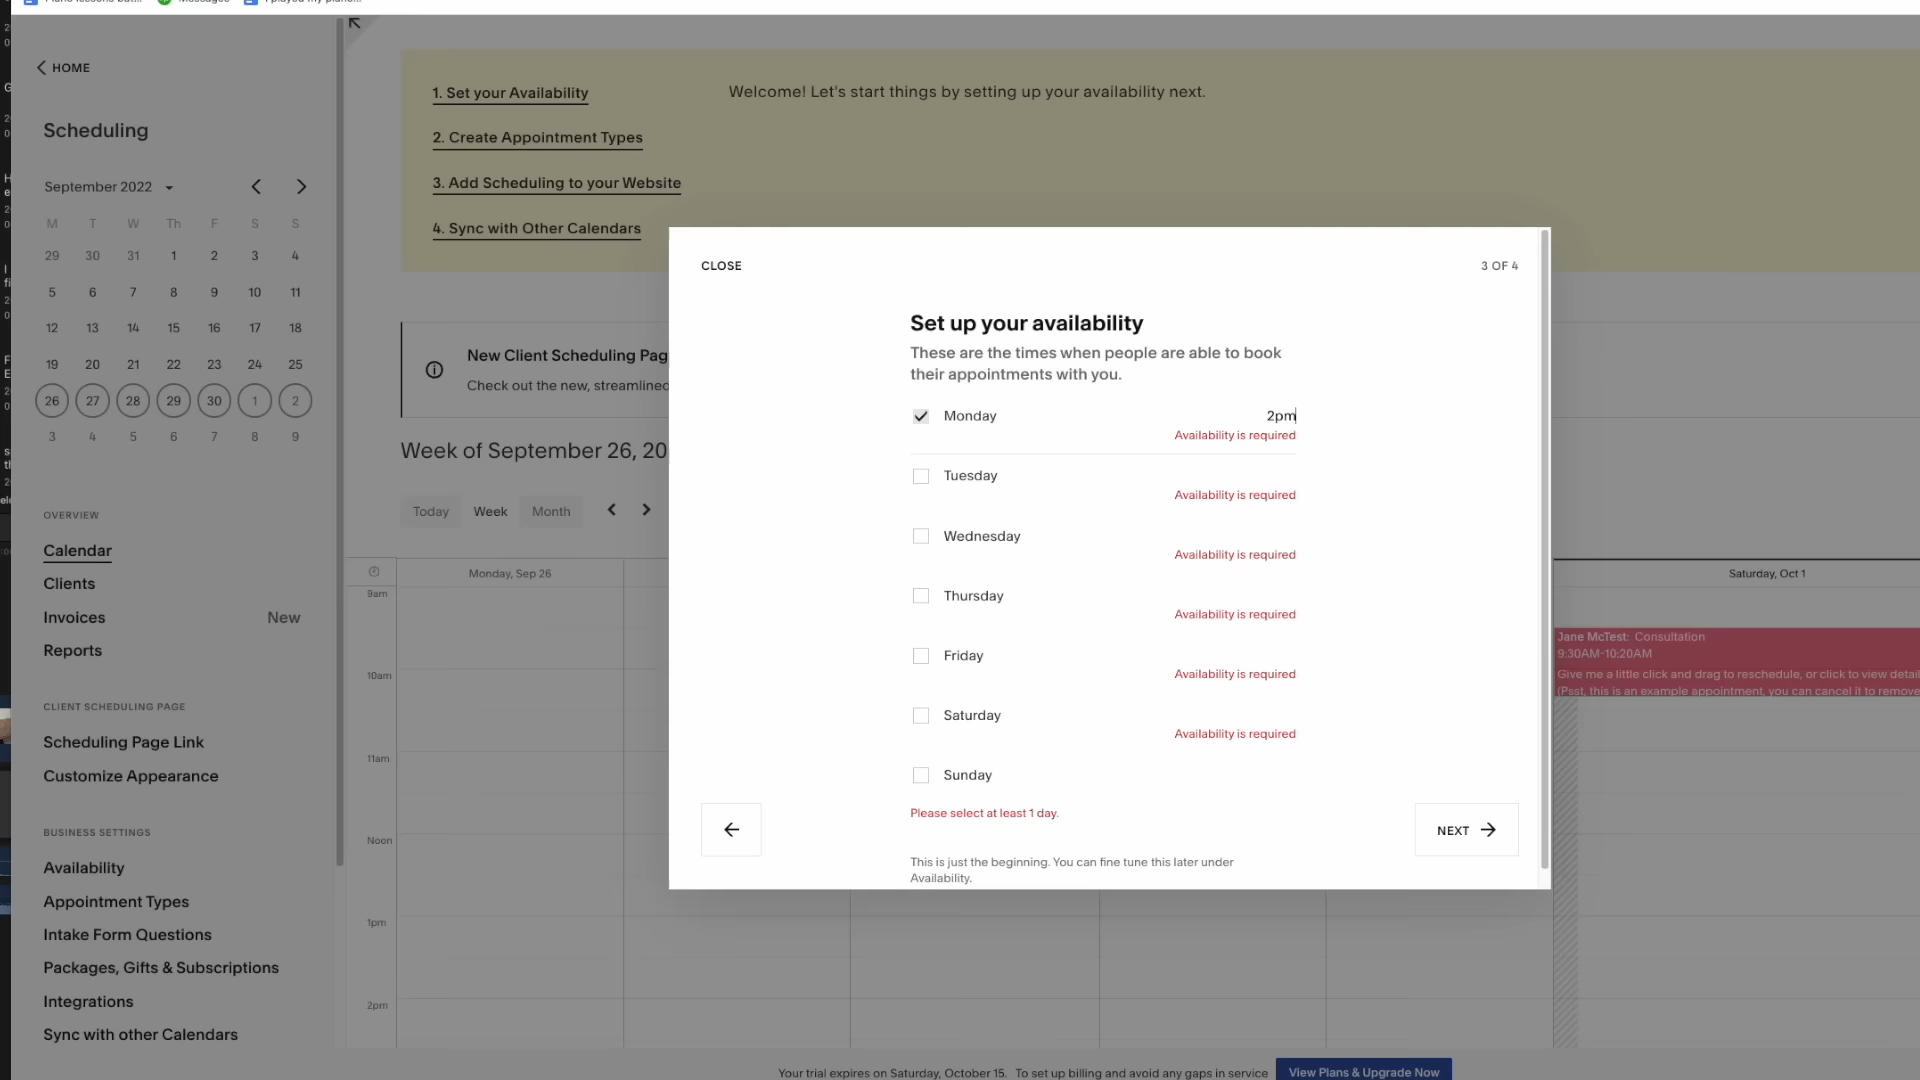 HOME
Scheduling
September 2022
M T W Th F S S
29 30 31 1 2 3 4
5 6 7 8 9 10 11
12 13 14 15 16 17 18
19 20 21 22 23 24 25
26 27 28 29 30 1 2
3 4 5 6 7 8 9
OVERVIEW
Calendar
Clients
Invoices New
Reports
CLIENT SCHEDULING PAGE
Scheduling Page Link
Customize Appearance
BUSINESS SETTINGS
Availability
Appointment Types
Intake Form Questions
Packages, Gifts & Subscriptions
Integrations
Sync with other Calendars
1. Set your Availability
2. Create Appointment Types
3. Add Scheduling to your Website
4. Sync with Other Calendars
Welcome! Let's start things by setting up your availability next.
New Client Scheduling Pag
Check out the new, streamlined
Week of September 26, 20
Today Week Month
Monday, Sep 26
9am
10am
11am
Noon
1pm
2pm
CLOSE
3 OF 4
Set up your availability
These are the times when people are able to book
their appointments with you.
Monday 2pm
Availability is required
Tuesday
Availability is required
Wednesday
Availability is required
Thursday
Availability is required
Friday
Availability is required
Saturday
Availability is required
Sunday
Please select at least 1 day.
NEXT
This is just the beginning. You can fine tune this later under
Availability.
Saturday, Oct 1
Jane McTest: Consultation
9:30AM-10:20AM
Give me a little click and drag to reschedule, or click to view detail
(Psst, this is an example appointment, you can cancel it to remove
Your trial expires on Saturday, October 15. To set up billing and avoid any gaps in service
View Plans & Upgrade Now